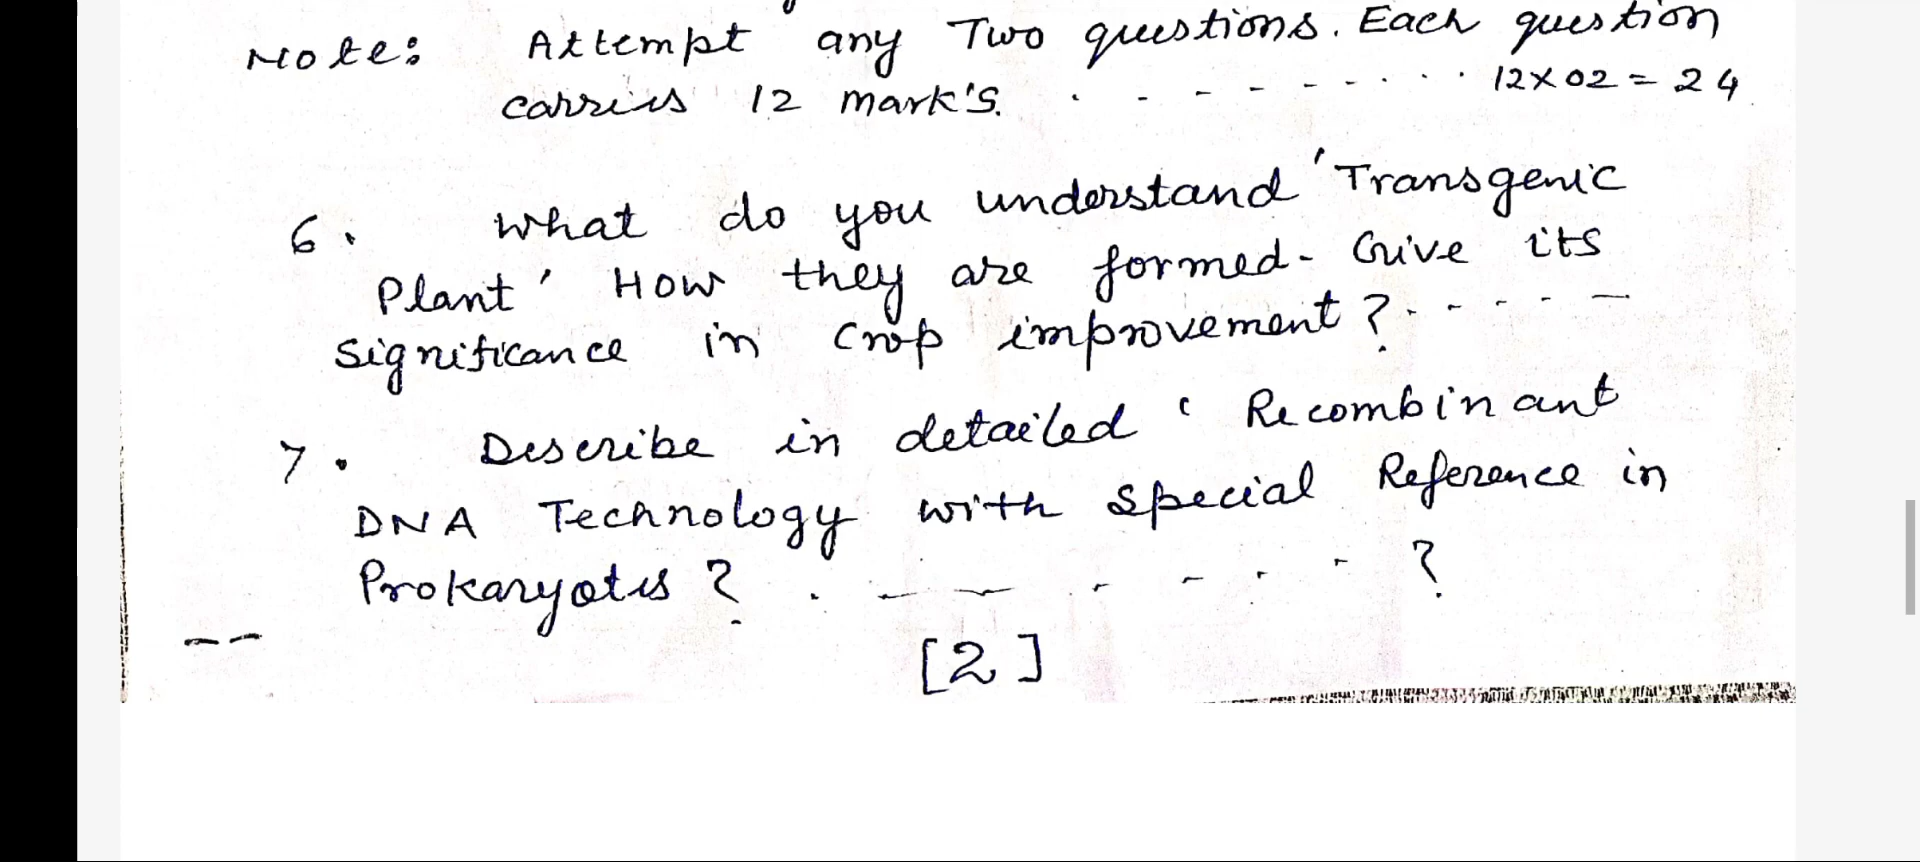 Note: Attempt any Two questions. Each question
carries 12 mark's. . - - - - . . . . 12×02 = 24
6. What do you understand 'Transgenic
Plant' How they are formed- Give its
significance in Crop improvement ? . - - - -
7. Describe in detailed ' Recombinant
DNA Technology with special Reference in
Prokaryotes ? . - - - - . - ?
--
[2]